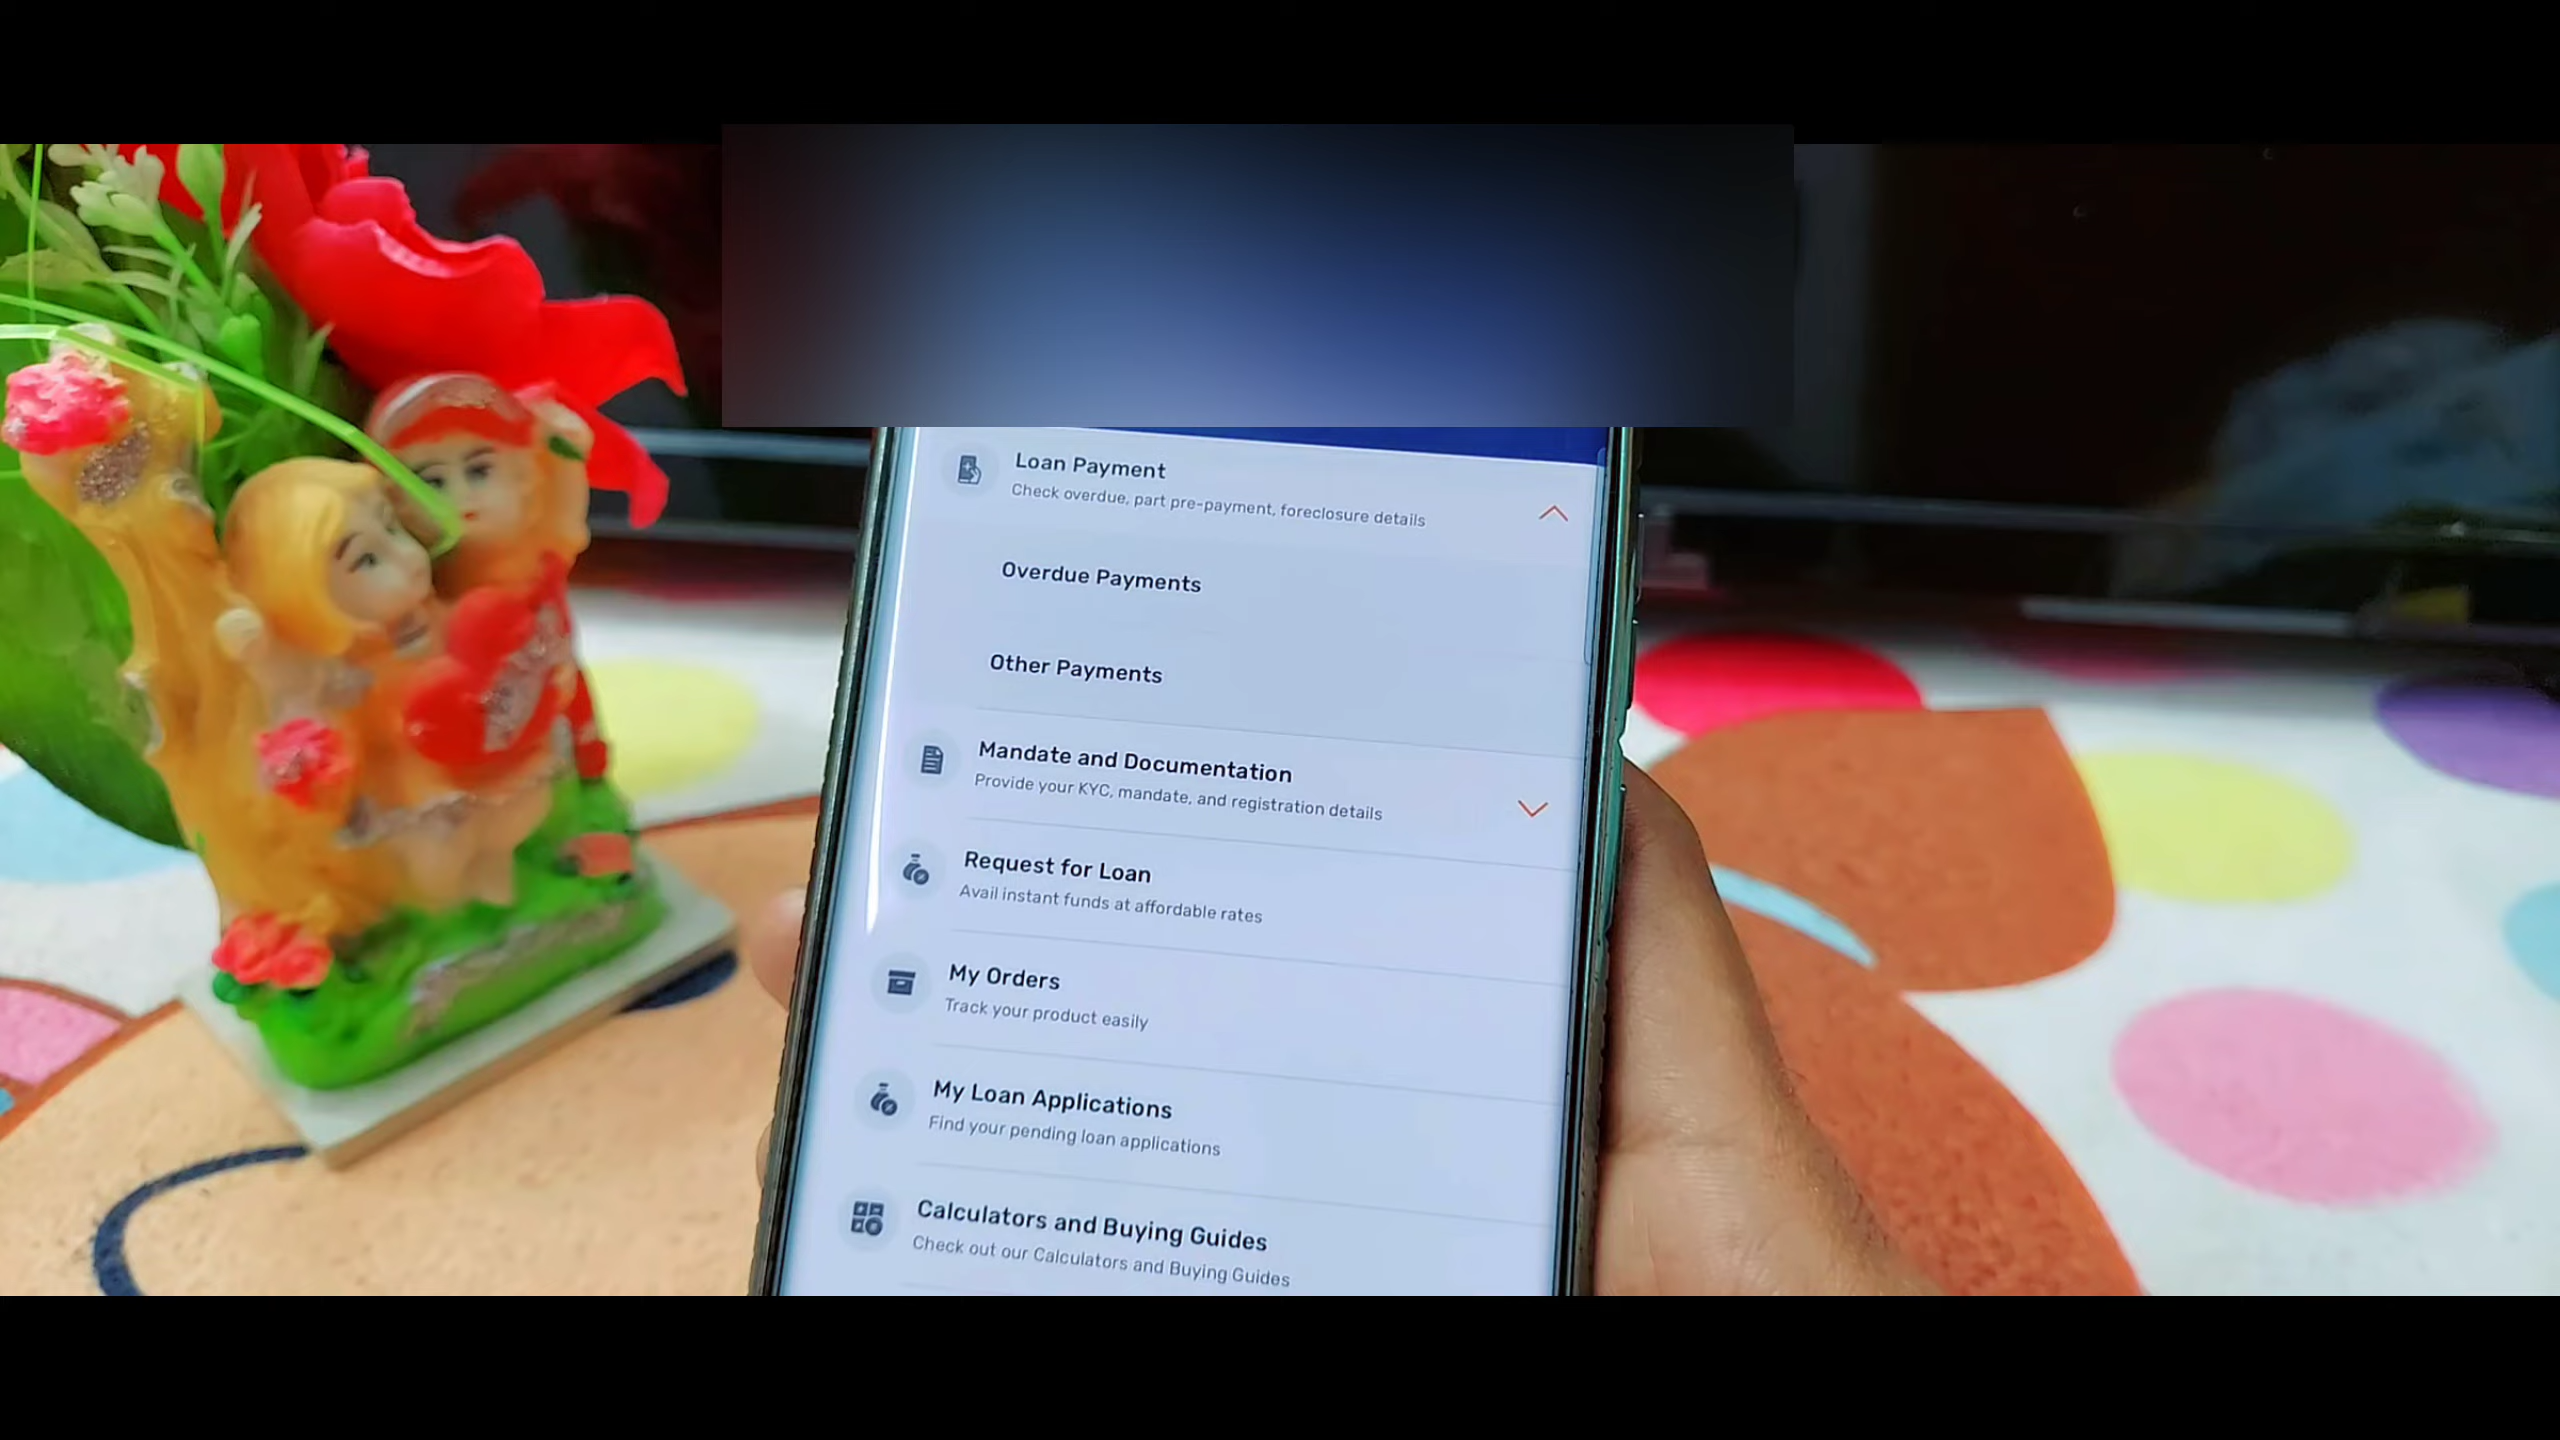 Loan Payment
Check overdue, part pre-payment, foreclosure details
Overdue Payments
Other Payments
Mandate and Documentation
Provide your KYC, mandate, and registration details
Request for Loan
Avail instant funds at affordable rates
My Orders
Track your product easily
My Loan Applications
Find your pending loan applications
Calculators and Buying Guides
Check out our Calculators and Buying Guides